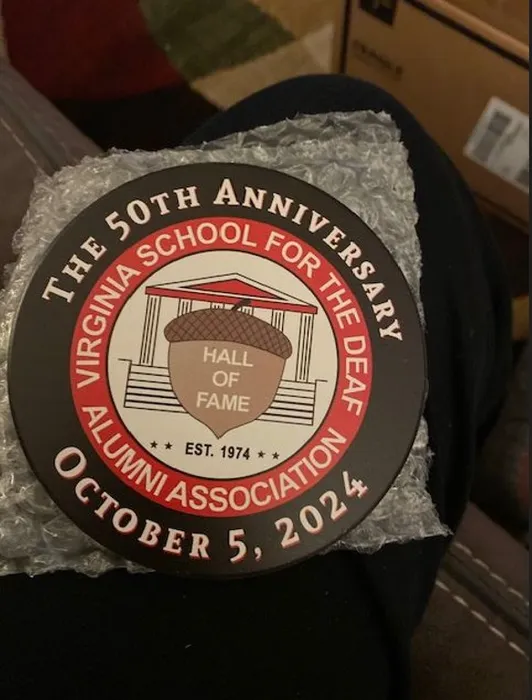 THE 50TH ANNIVERSARY
VIRGINIA SCHOOL FOR THE DEAF
HALL
OF
FAME
★ ★ EST. 1974 ★ ★
ALUMNI ASSOCIATION
OCTOBER 5, 2024